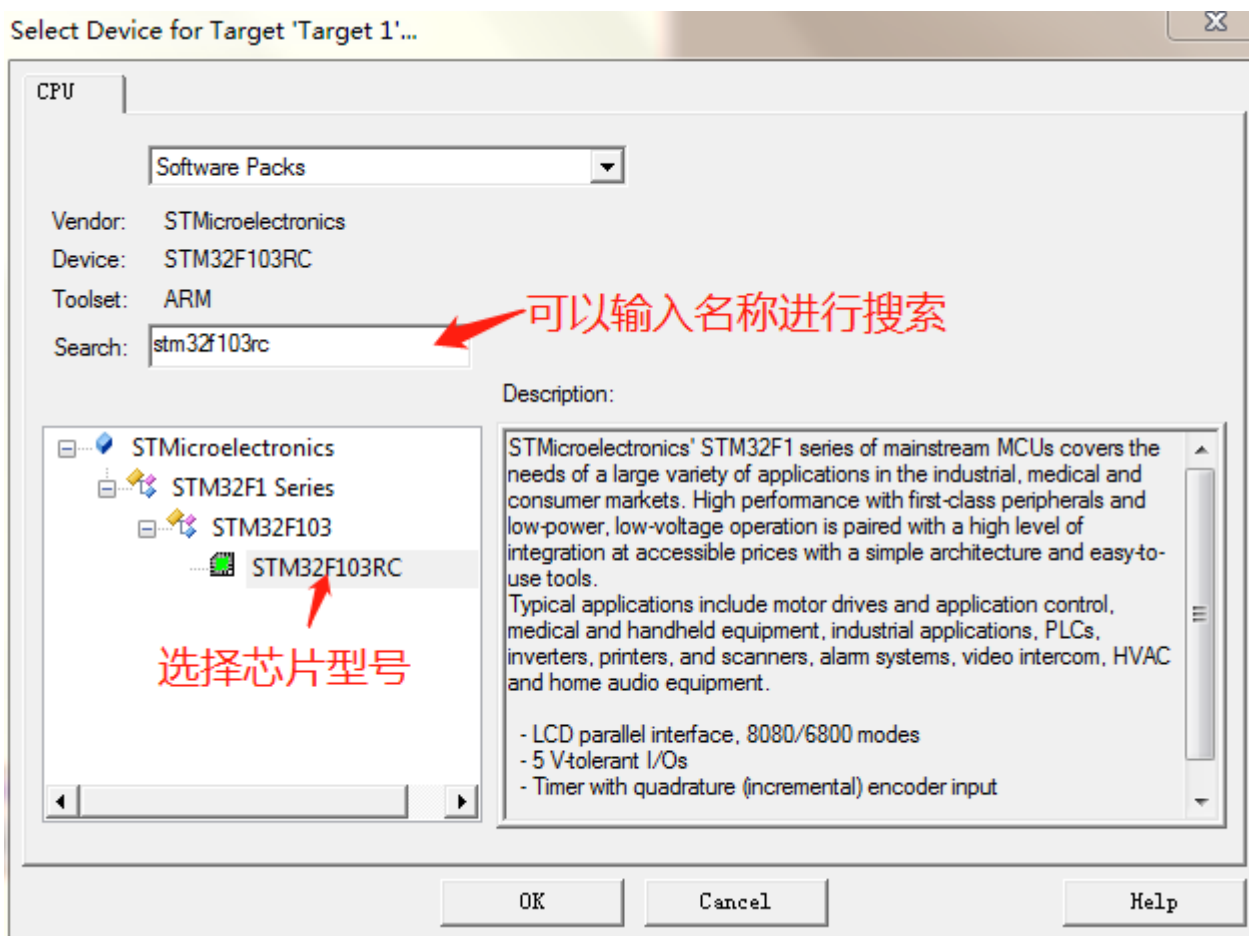 Select Device for Target 'Target 1'...
CPU
Software Packs
Vendor: STMicroelectronics
Device: STM32F103RC
Toolset: ARM
可以输入名称进行搜索
Search: stm32f103rc
Description:
STMicroelectronics
STM32F1 Series
STM32F103
STM32F103RC
选择芯片型号
STMicroelectronics' STM32F1 series of mainstream MCUs covers the
needs of a large variety of applications in the industrial, medical and
consumer markets. High performance with first-class peripherals and
low-power, low-voltage operation is paired with a high level of
integration at accessible prices with a simple architecture and easy-to-
use tools.
Typical applications include motor drives and application control,
medical and handheld equipment, industrial applications, PLCs,
inverters, printers, and scanners, alarm systems, video intercom, HVAC
and home audio equipment.
- LCD parallel interface, 8080/6800 modes
- 5 V-tolerant I/Os
- Timer with quadrature (incremental) encoder input
OK Cancel Help